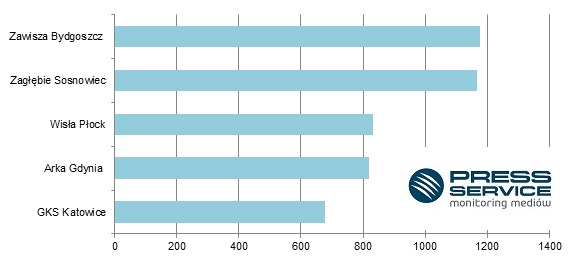 Zawisza Bydgoszcz
Zagłębie Sosnowiec
Wisła Płock
Arka Gdynia
GKS Katowice
PRESS
SERVICE
monitoring mediów
0 200 400 600 800 1000 1200 1400